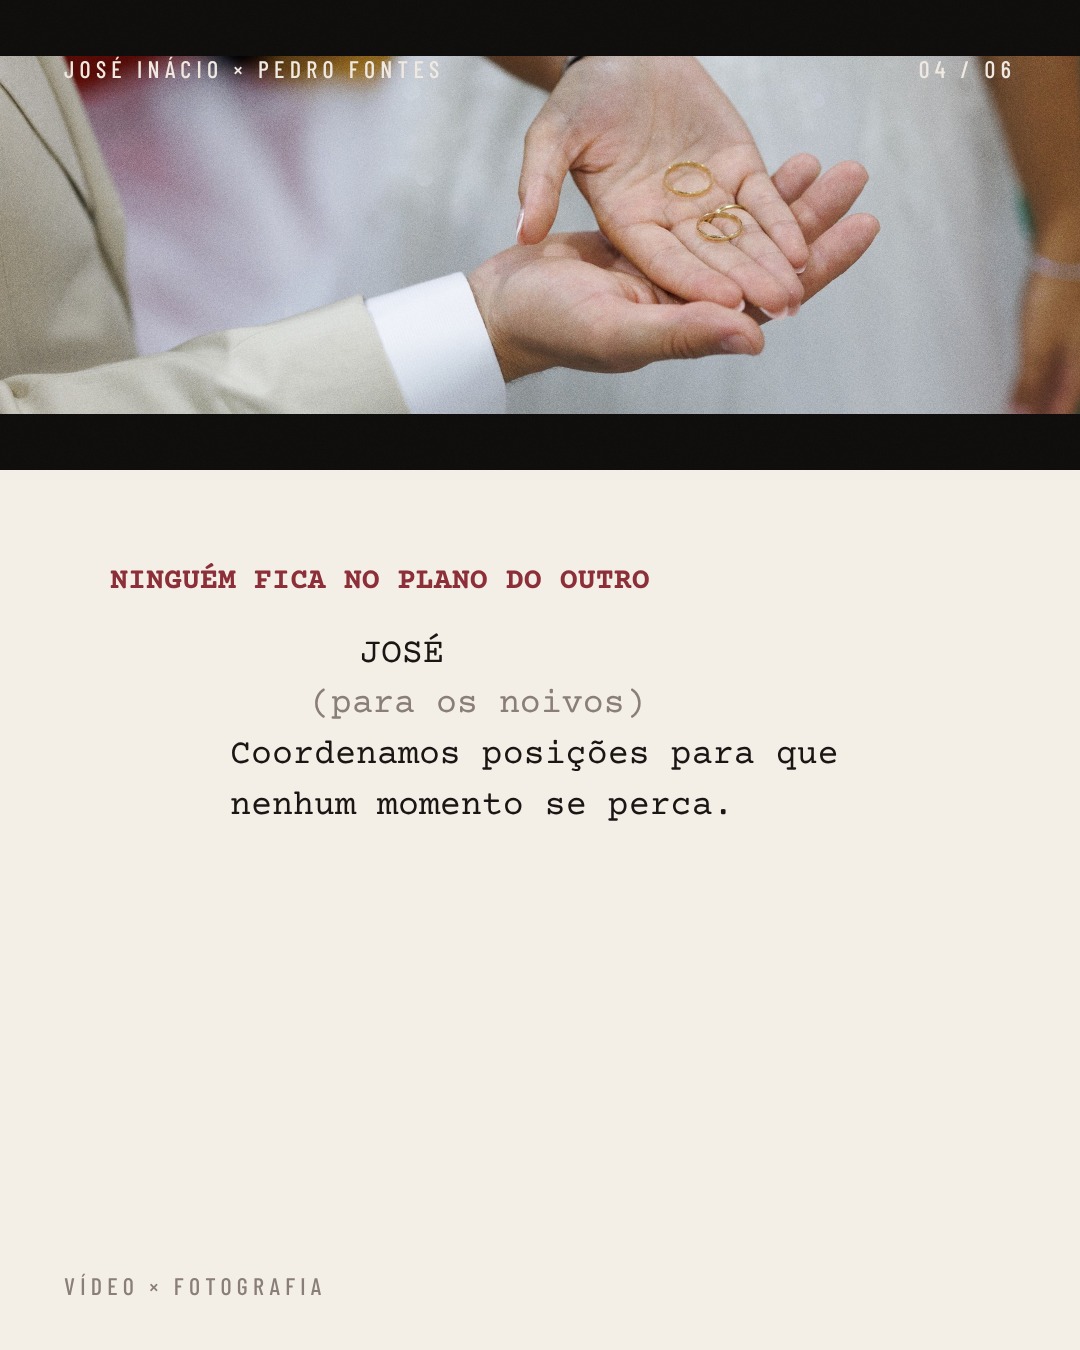 JOSÉ INÁCIO × PEDRO FONTES
04 / 06
NINGUÉM FICA NO PLANO DO OUTRO
JOSÉ
(para os noivos)
Coordenamos posições para que
nenhum momento se perca.
VÍDEO × FOTOGRAFIA